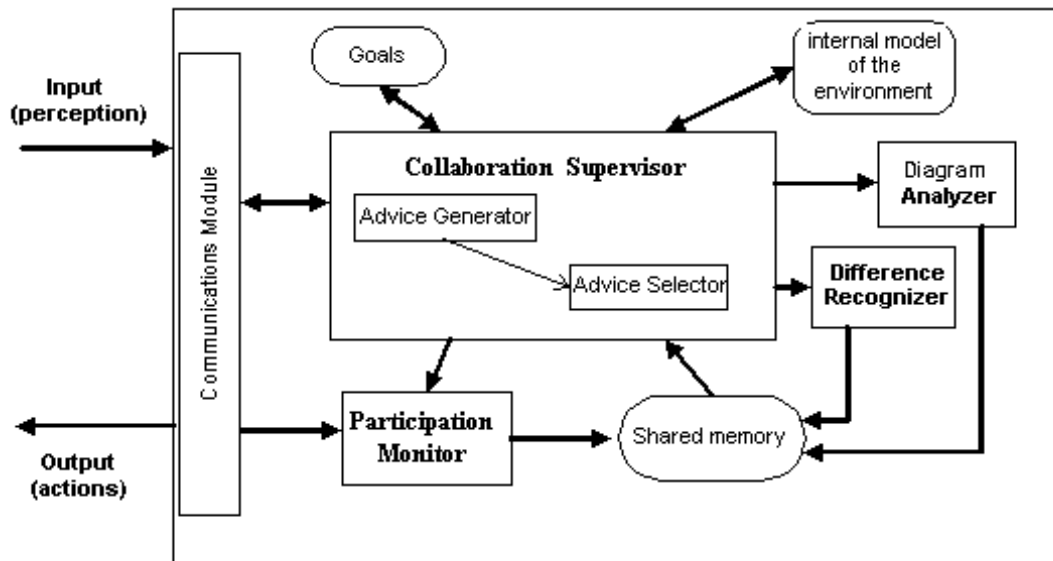 Input
(perception)
Communications Module
Goals
internal model
of the
environment
Collaboration Supervisor
Advice Generator
Advice Selector
Diagram
Analyzer
Difference
Recognizer
Participation
Monitor
Shared memory
Output
(actions)